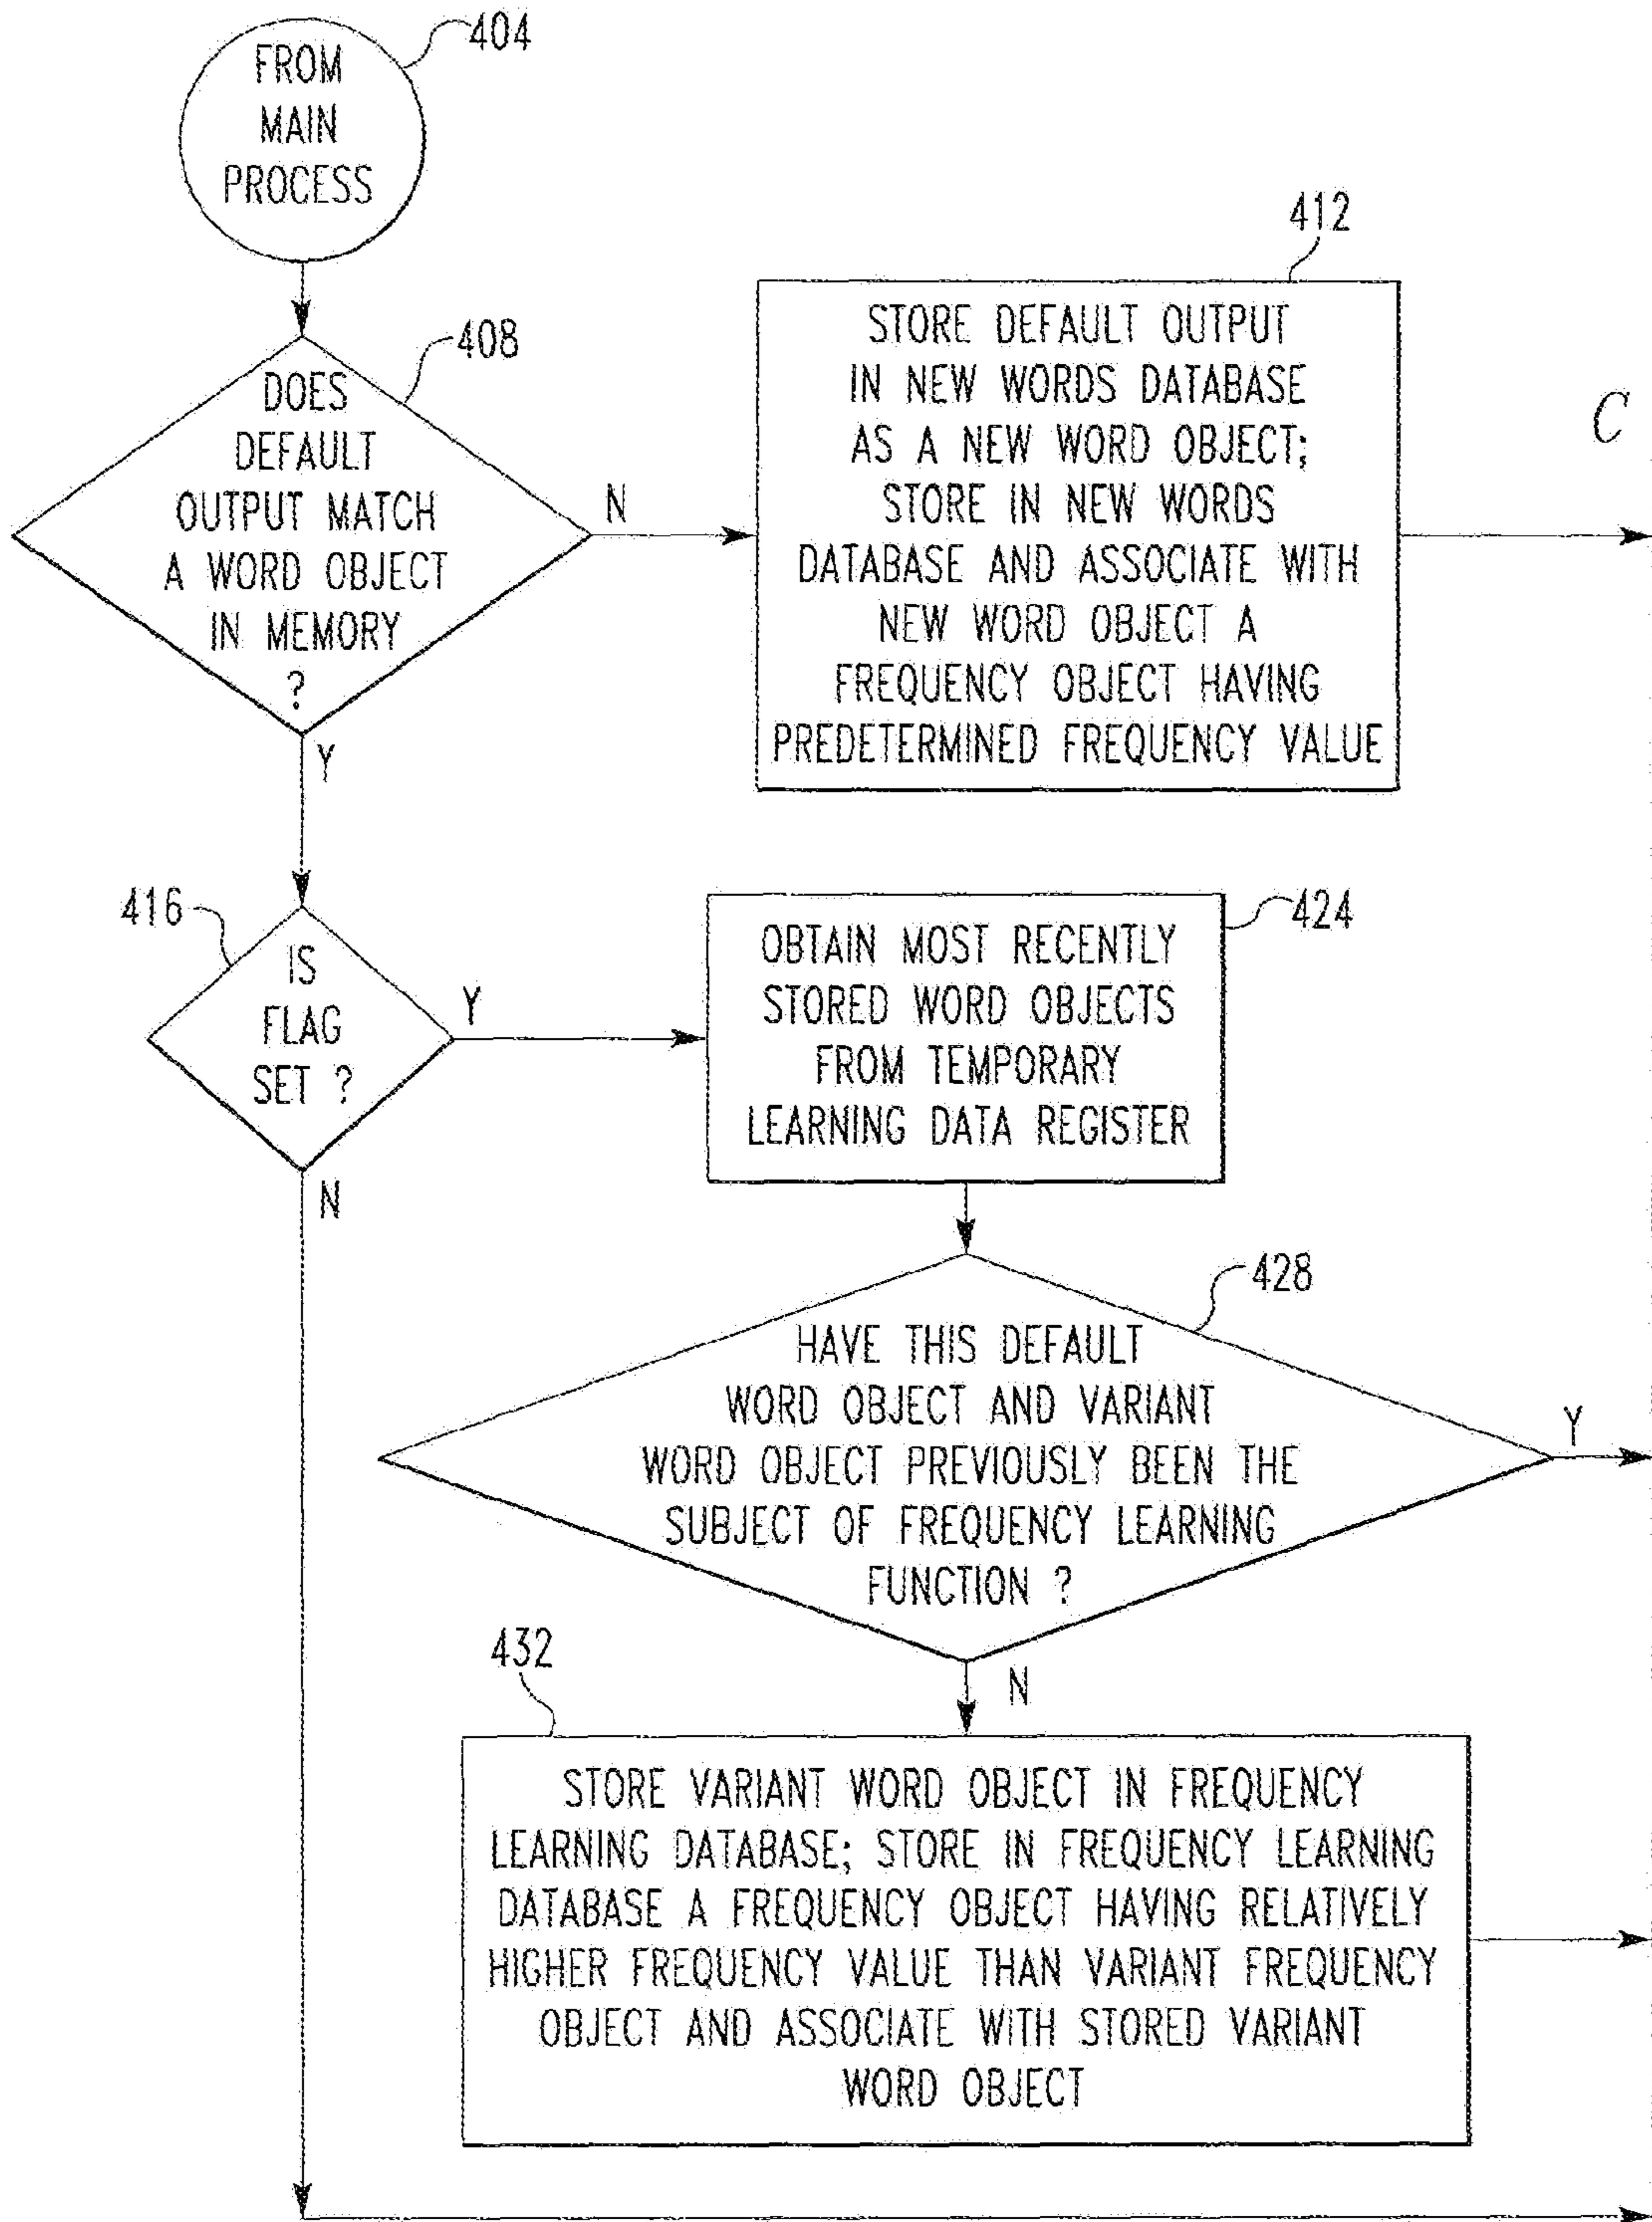 404
FROM
MAIN
PROCESS
408
DOES
DEFAULT
OUTPUT MATCH
A WORD OBJECT
IN MEMORY
?
N
Y
412
STORE DEFAULT OUTPUT
IN NEW WORDS DATABASE
AS A NEW WORD OBJECT;
STORE IN NEW WORDS
DATABASE AND ASSOCIATE WITH
NEW WORD OBJECT A
FREQUENCY OBJECT HAVING
PREDETERMINED FREQUENCY VALUE
C
416
IS
FLAG
SET ?
Y
N
424
OBTAIN MOST RECENTLY
STORED WORD OBJECTS
FROM TEMPORARY
LEARNING DATA REGISTER
428
HAVE THIS DEFAULT
WORD OBJECT AND VARIANT
WORD OBJECT PREVIOUSLY BEEN THE
SUBJECT OF FREQUENCY LEARNING
FUNCTION ?
Y
N
432
STORE VARIANT WORD OBJECT IN FREQUENCY
LEARNING DATABASE; STORE IN FREQUENCY LEARNING
DATABASE A FREQUENCY OBJECT HAVING RELATIVELY
HIGHER FREQUENCY VALUE THAN VARIANT FREQUENCY
OBJECT AND ASSOCIATE WITH STORED VARIANT
WORD OBJECT